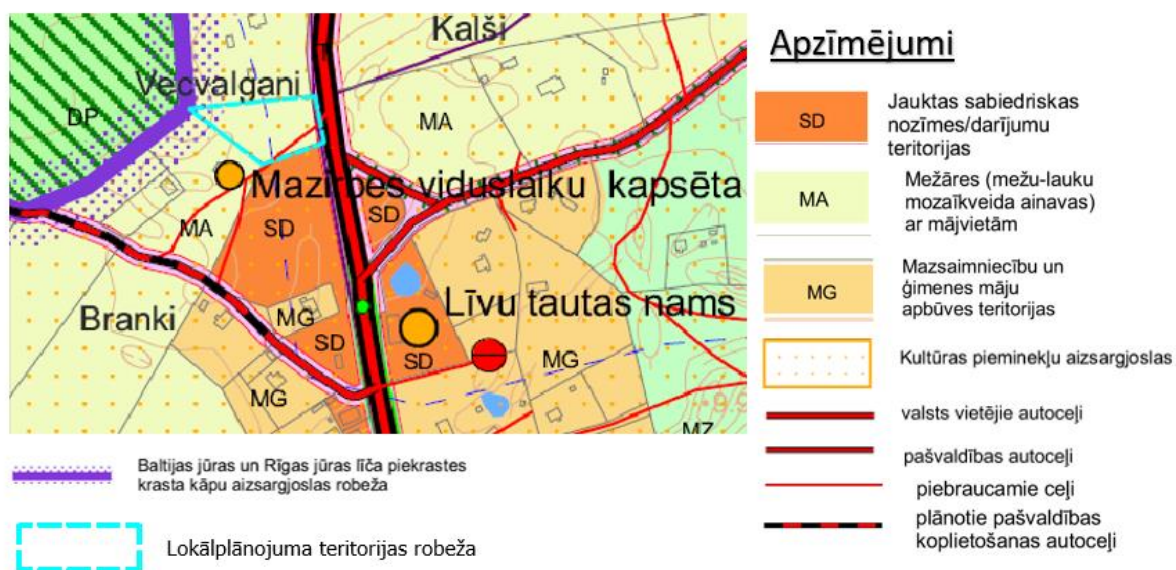 Kalši
Vecvalgani
DP
MA
Mazirbes viduslaiku kapsēta
SD
SD
MA
Branki
MG
Līvu tautas nams
SD
SD
MG
MG
MZ
Apzīmējumi
SD
Jauktas sabiedriskas
nozīmes/darījumu
teritorijas
MA
Mežāres (mežu-lauku
mozaīkveida ainavas)
ar mājvietām
MG
Mazsaimniecību un
ģimenes māju
apbūves teritorijas
Kultūras pieminekļu aizsargjoslas
valsts vietējie autoceļi
pašvaldības autoceļi
piebraucamie ceļi
plānotie pašvaldības
koplietošanas autoceļi
Baltijas jūras un Rīgas jūras līča piekrastes
krasta kāpu aizsargjoslas robeža
Lokālplānojuma teritorijas robeža